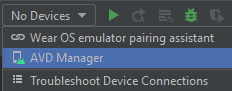 No Devices
Wear OS emulator pairing assistant
AVD Manager
Troubleshoot Device Connections